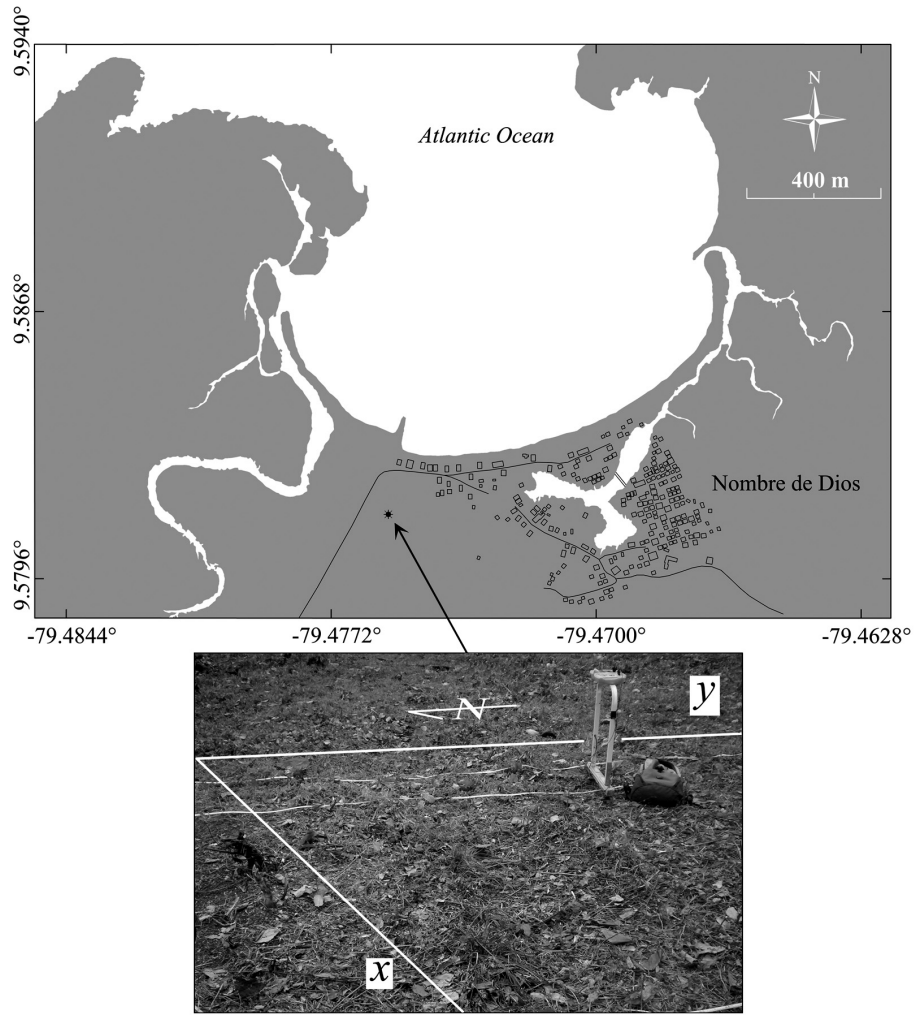 9.5940°
Atlantic Ocean
N
400 m
9.5868°
Nombre de Dios
9.5796°
-79.4844°
-79.4772°
-79.4700°
-79.4628°
N
y
x